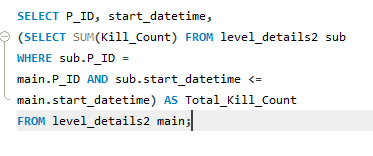 SELECT P_ID, start_datetime,
(SELECT SUM(Kill_Count) FROM level_details2 sub
WHERE sub.P_ID =
main.P_ID AND sub.start_datetime <=
main.start_datetime) AS Total_Kill_Count
FROM level_details2 main;